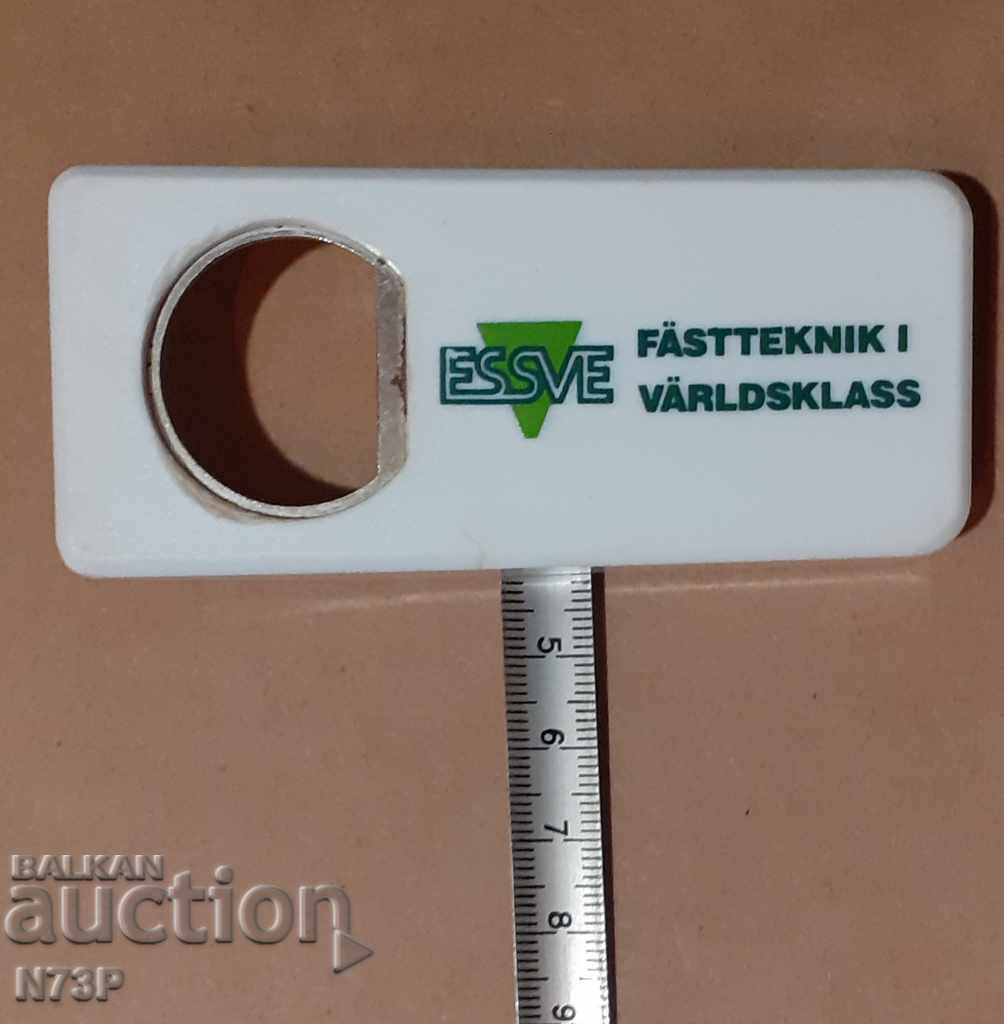 ESSVE
FÄSTTEKNIK I
VÄRLDSKLASS
5
6
7
8
9
BALKAN
auction
N73P